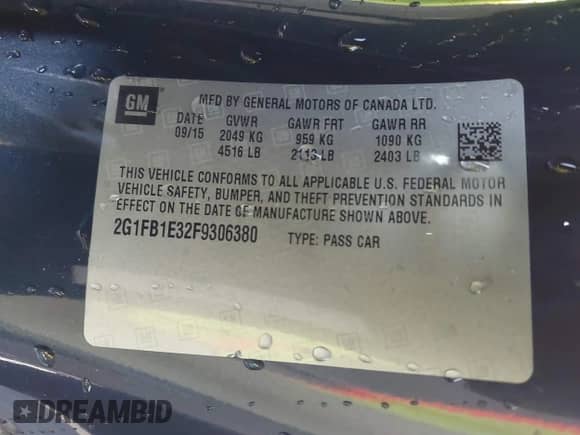 GM
MFD BY GENERAL MOTORS OF CANADA LTD.
DATE GVWR GAWR FRT GAWR RR
09/15 2049 KG 959 KG 1090 KG
4516 LB 2113 LB 2403 LB
THIS VEHICLE CONFORMS TO ALL APPLICABLE U.S. FEDERAL MOTOR
VEHICLE SAFETY, BUMPER, AND THEFT PREVENTION STANDARDS IN
EFFECT ON THE DATE OF MANUFACTURE SHOWN ABOVE.
2G1FB1E32F9306380 TYPE: PASS CAR
DREAMBID